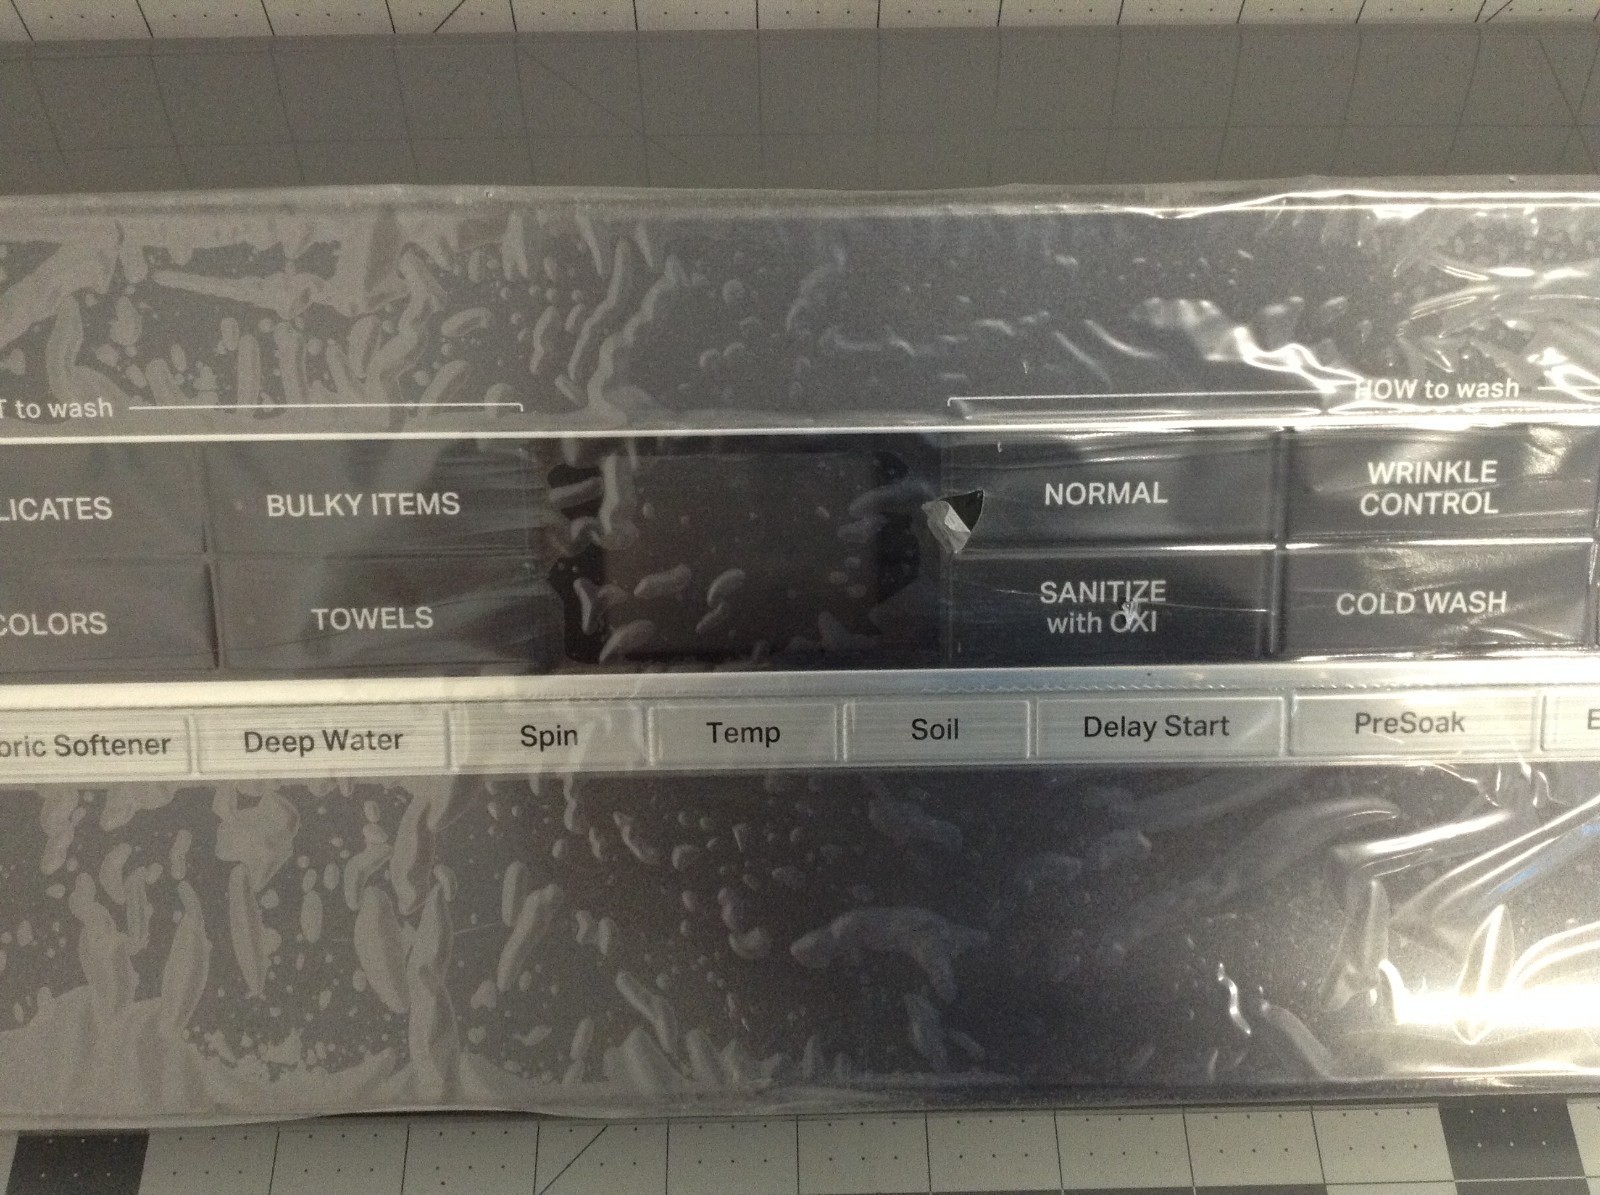 T to wash
HOW to wash
LICATES
BULKY ITEMS
NORMAL
WRINKLE
CONTROL
COLORS
TOWELS
SANITIZE
with OXI
COLD WASH
bric Softener
Deep Water
Spin
Temp
Soil
Delay Start
PreSoak
E